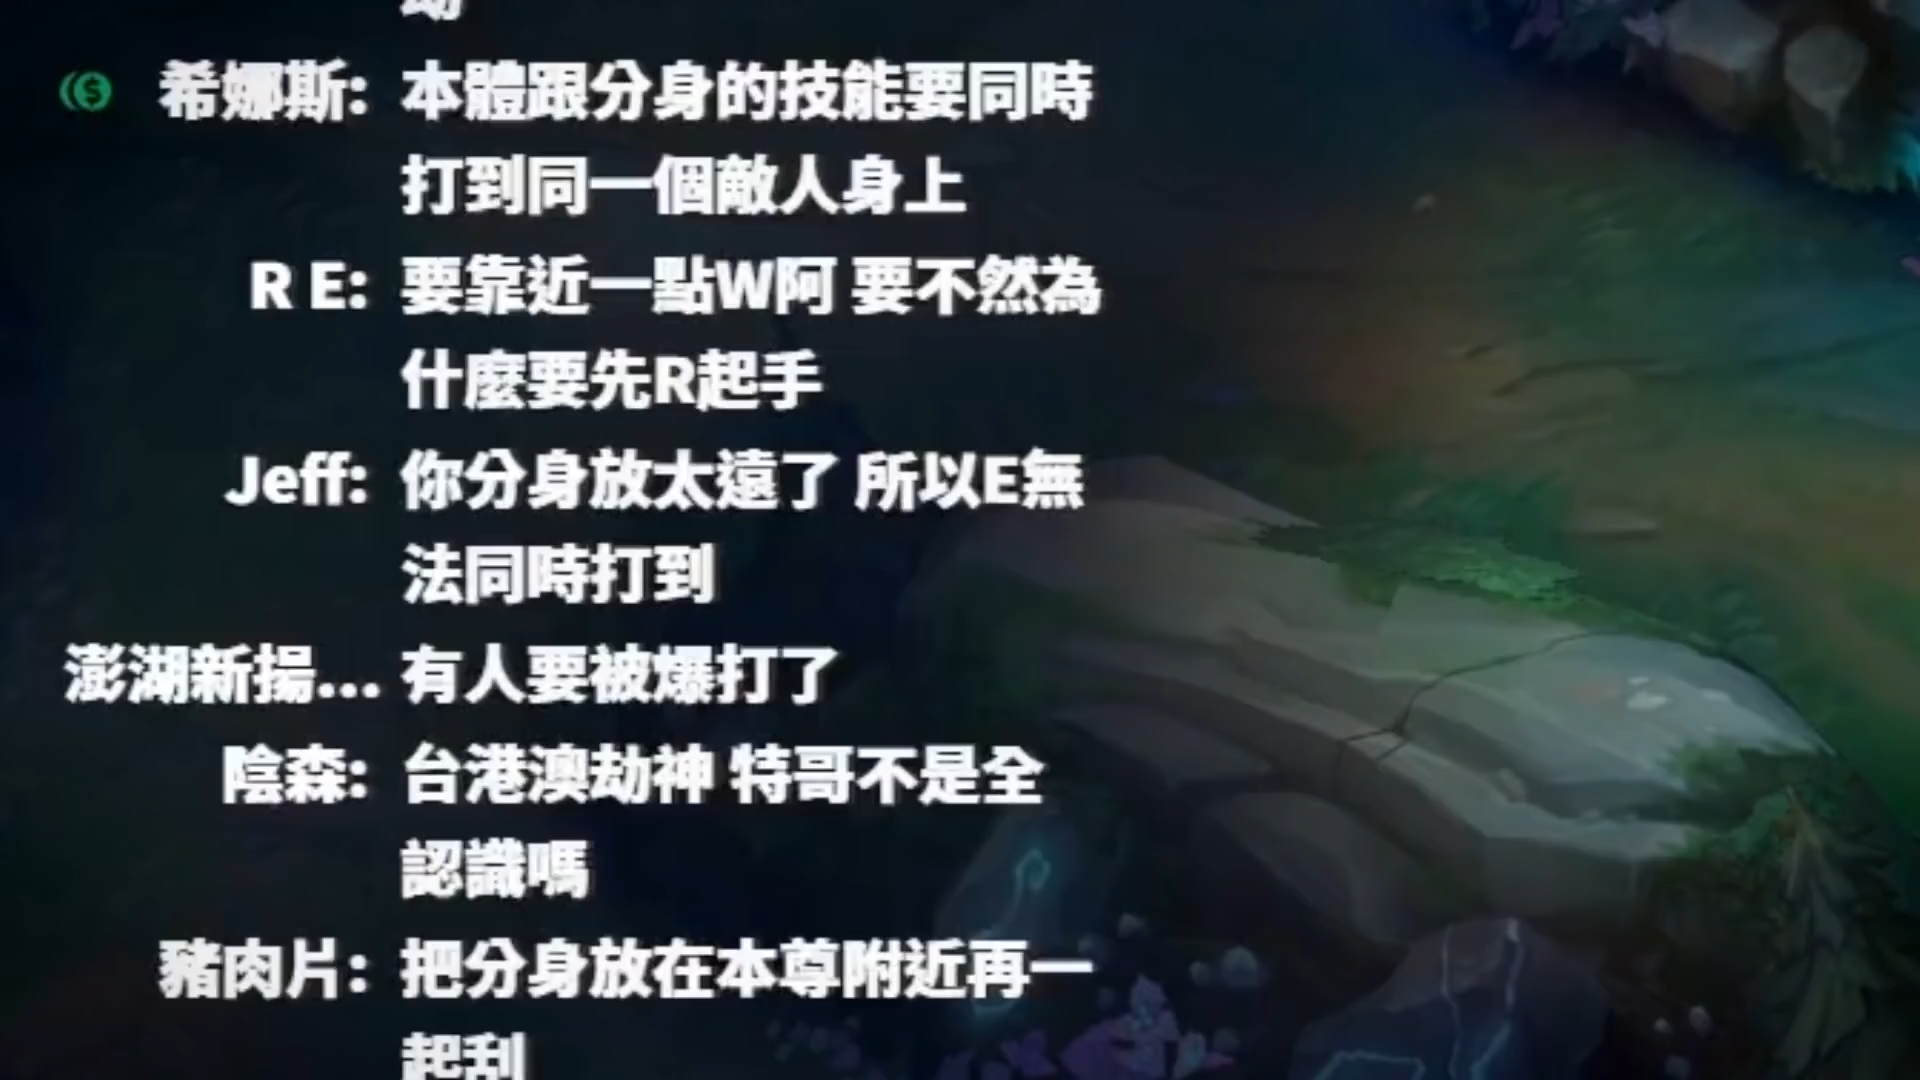 劫
希娜斯: 本體跟分身的技能要同時
打到同一個敵人身上
R E: 要靠近一點W阿 要不然為
什麼要先R起手
Jeff: 你分身放太遠了 所以E無
法同時打到
澎湖新揚... 有人要被爆打了
陰森: 台港澳劫神 特哥不是全
認識嗎
豬肉片: 把分身放在本尊附近再一
起刮